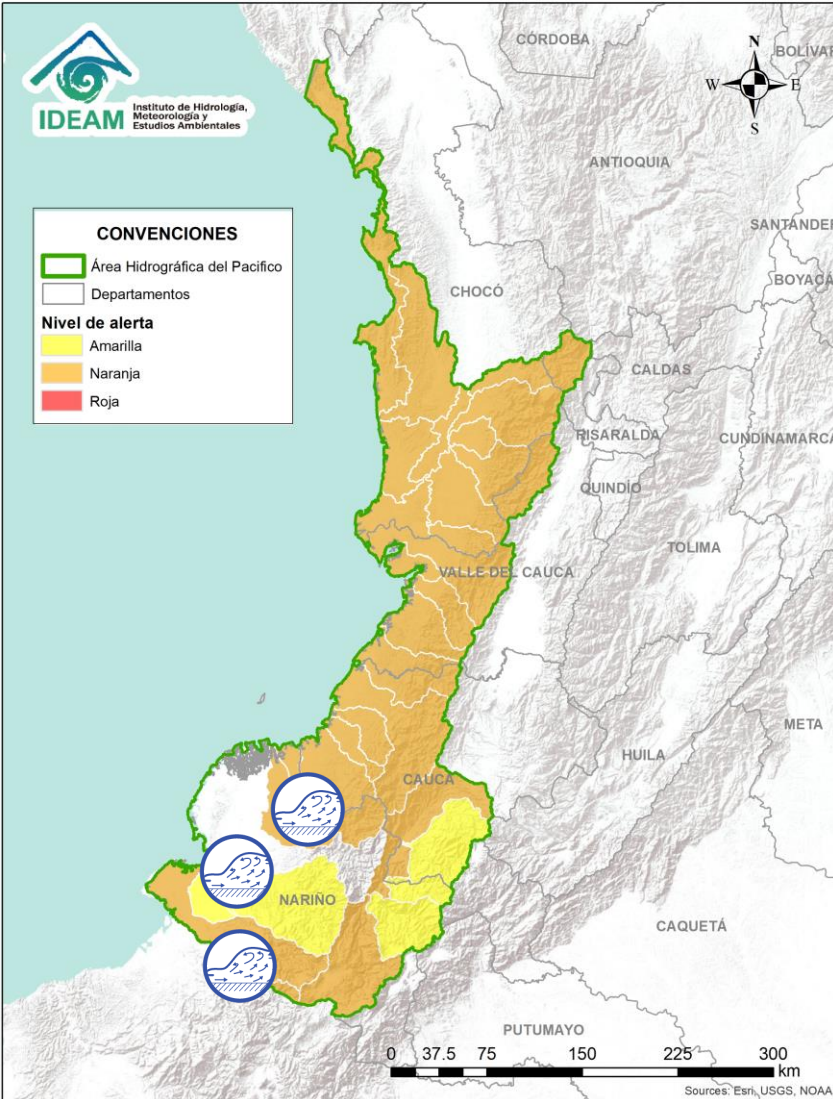 IDEAM
Instituto de Hidrología,
Meteorología y
Estudios Ambientales
CÓRDOBA
BOLÍVAR
N
W
E
S
ANTIOQUIA
SANTANDER
BOYACÁ
CONVENCIONES
Área Hidrográfica del Pacifico
Departamentos
Nivel de alerta
Amarilla
Naranja
Roja
CHOCÓ
CALDAS
RISARALDA
CUNDINAMARCA
QUINDÍO
TOLIMA
VALLE DEL CAUCA
META
HUILA
CAUCA
NARIÑO
CAQUETÁ
PUTUMAYO
0 37.5 75 150 225 300
km
Sources: Esri, USGS, NOAA